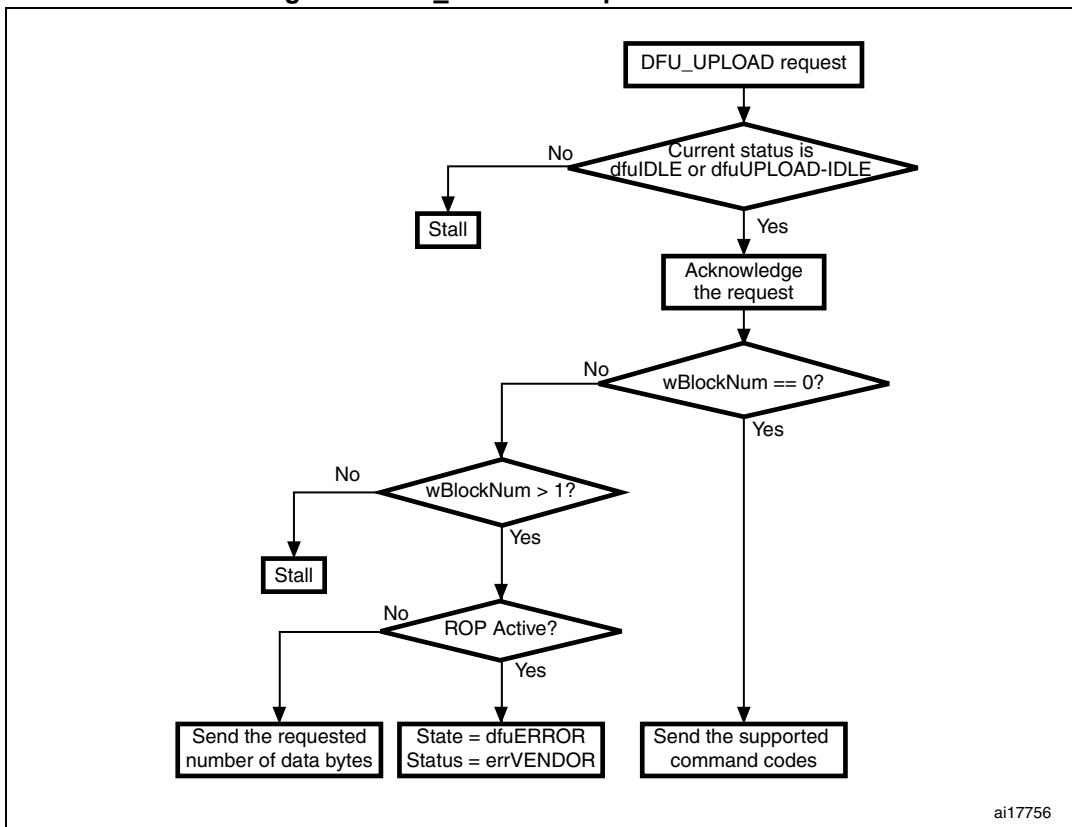 DFU_UPLOAD request
Current status is
dfuIDLE or dfuUPLOAD-IDLE
No
Stall
Yes
Acknowledge
the request
No
wBlockNum == 0?
Yes
No
wBlockNum > 1?
Yes
Stall
No
ROP Active?
Yes
Send the requested
number of data bytes
State = dfuERROR
Status = errVENDOR
Send the supported
command codes
ai17756